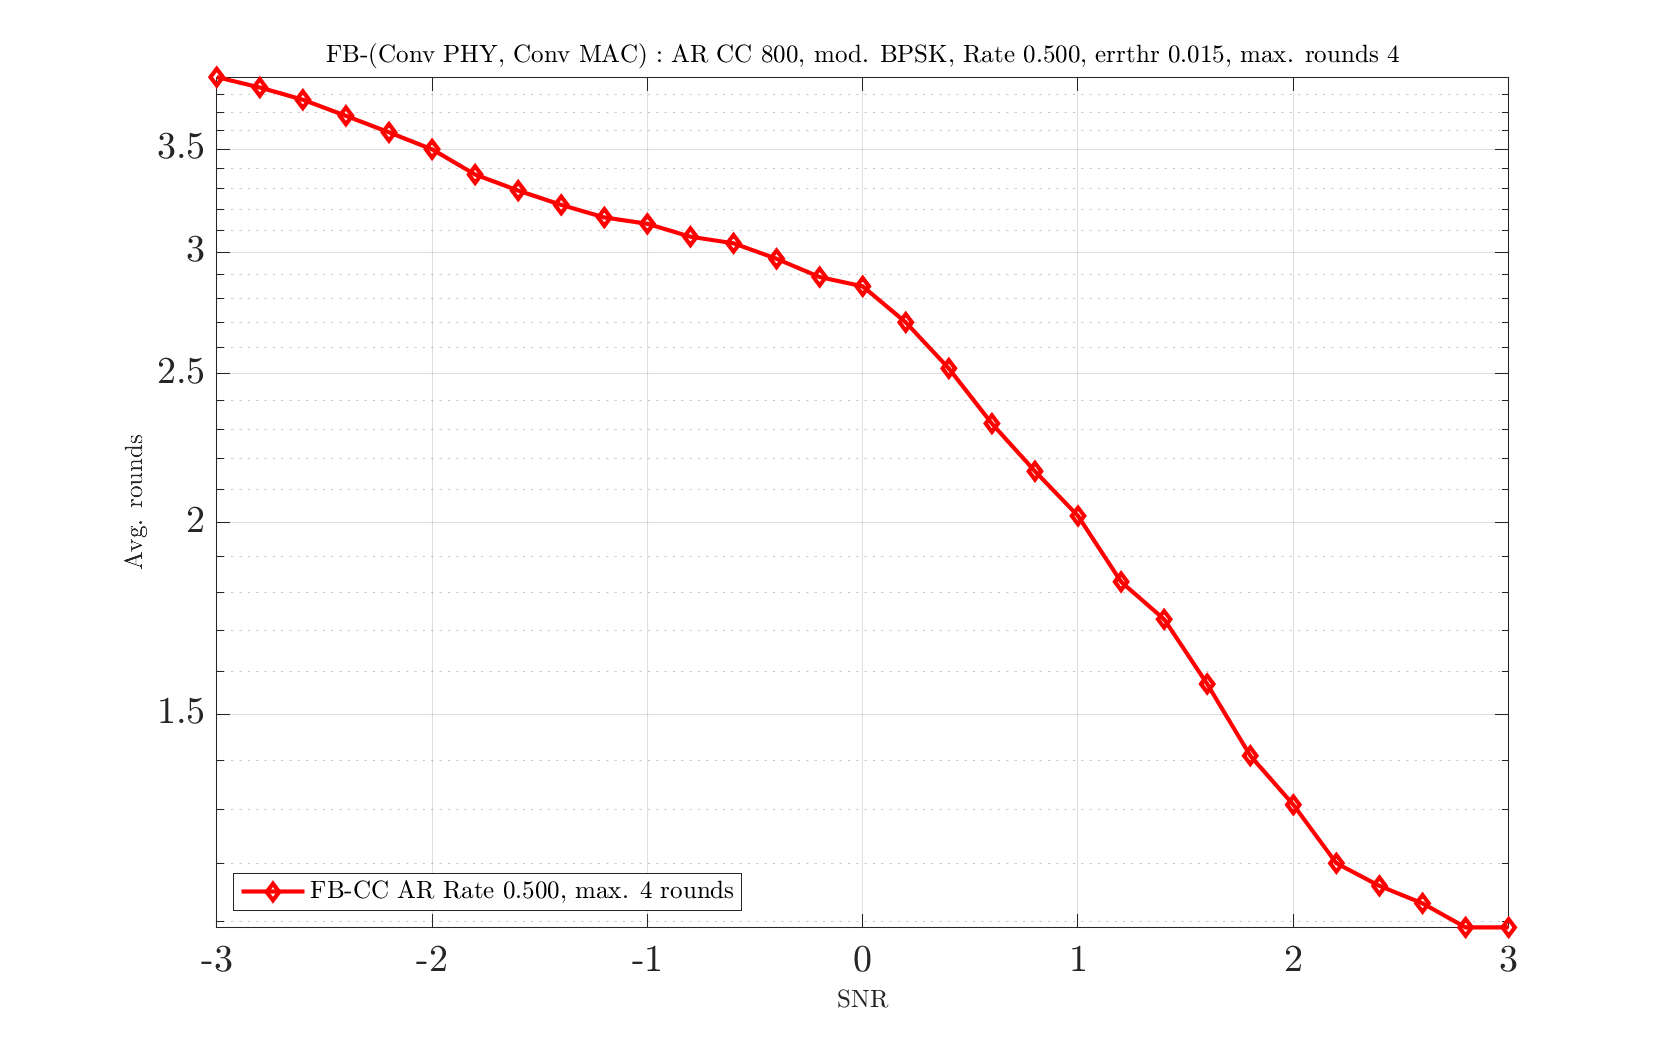 FB-(Conv PHY, Conv MAC) : AR CC 800, mod. BPSK, Rate 0.500, errthr 0.015, max. rounds 4
3.5
3
2.5
2
1.5
Avg. rounds
FB-CC AR Rate 0.500, max. 4 rounds
-3 -2 -1 0 1 2 3
SNR